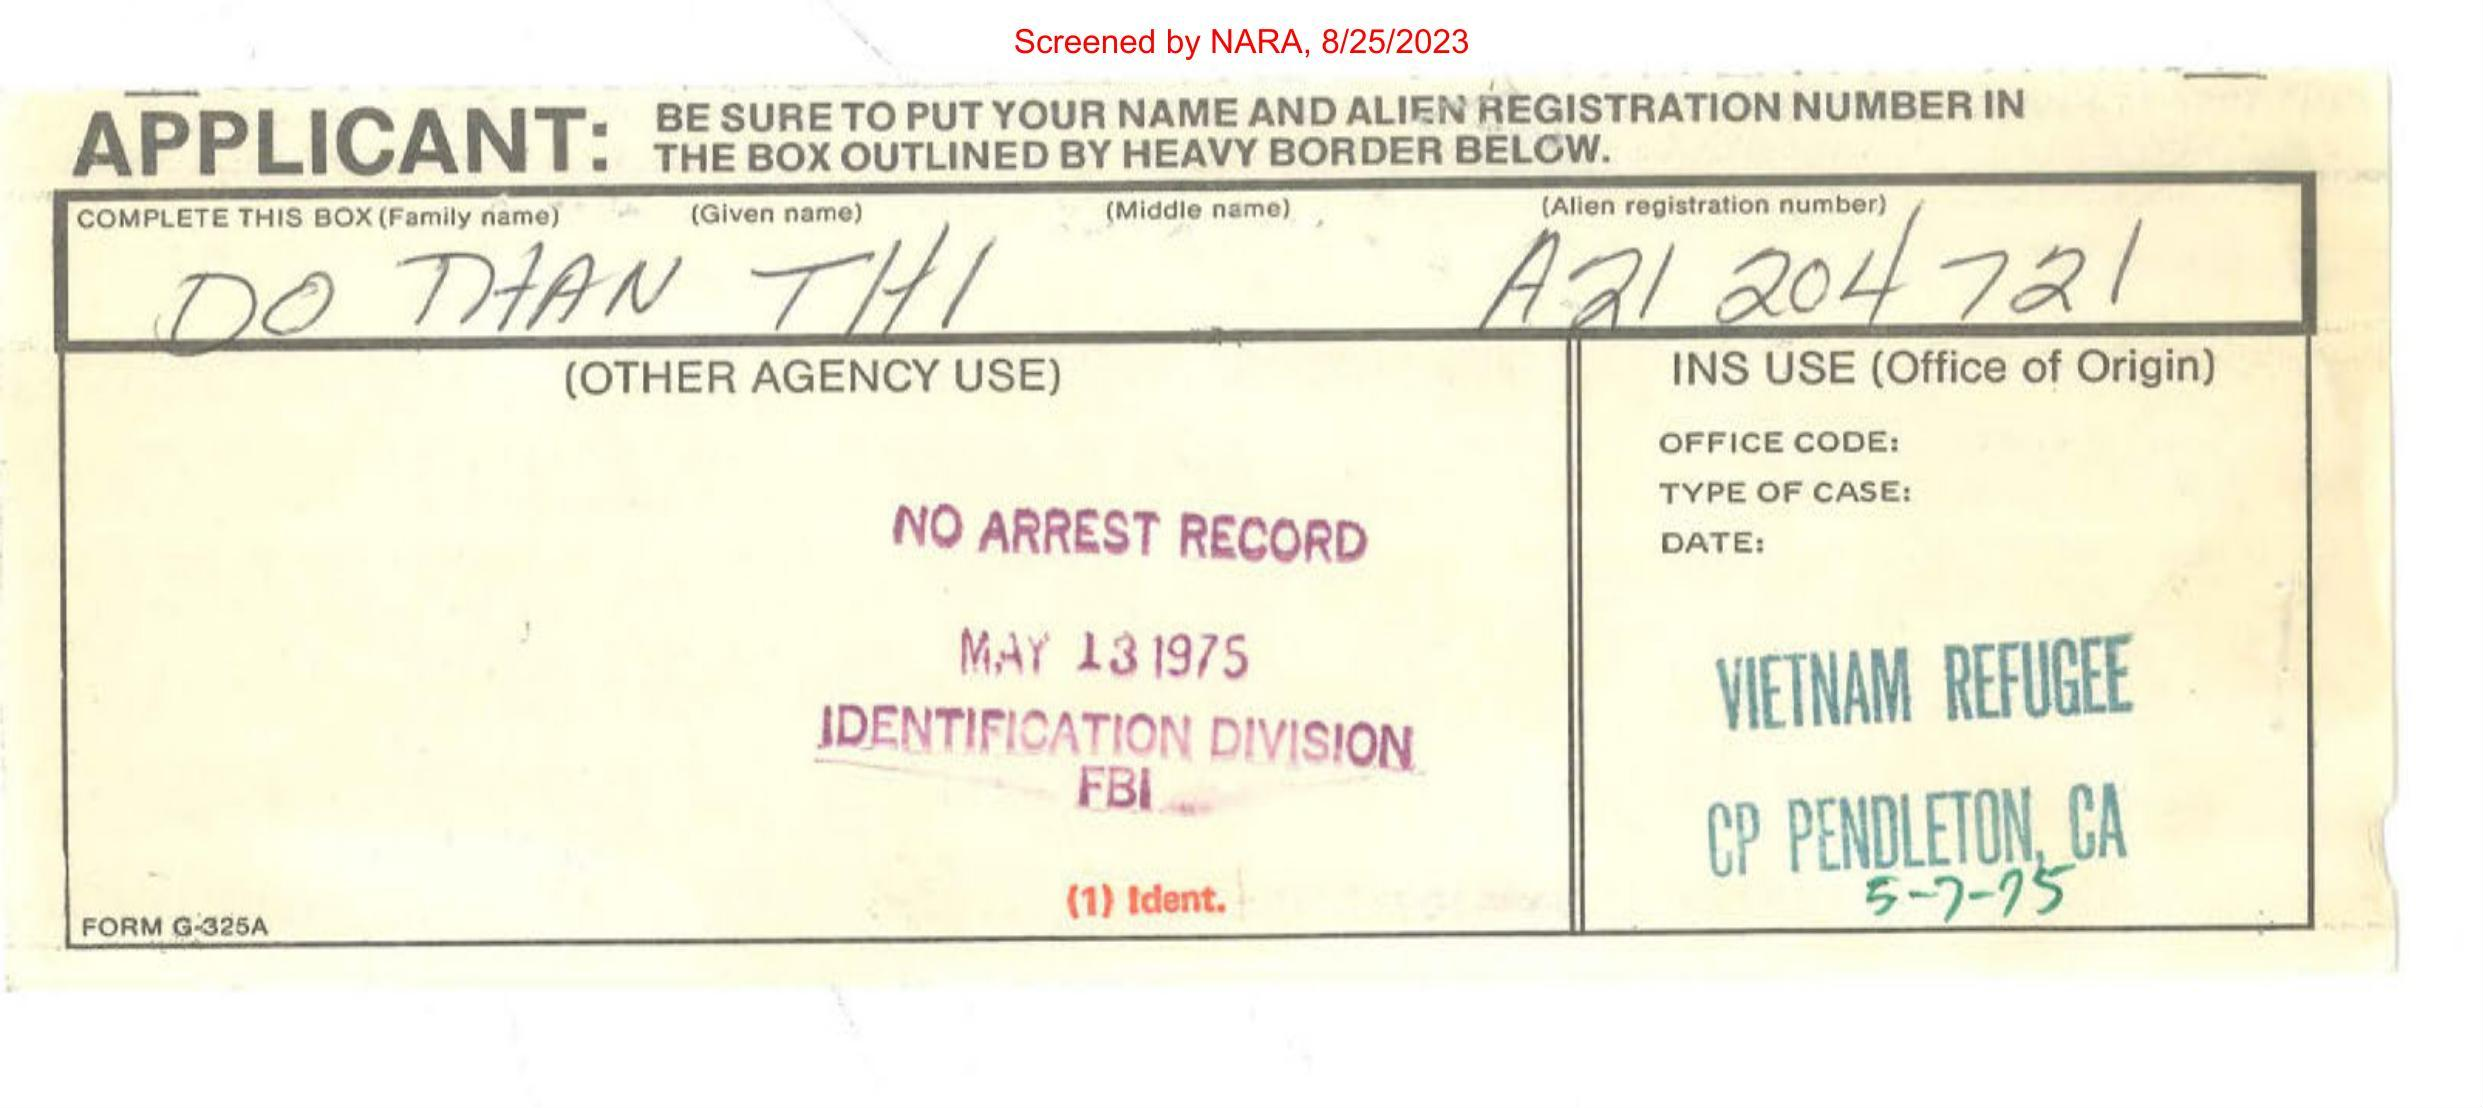 Screened by NARA, 8/25/2023
APPLICANT: BE SURE TO PUT YOUR NAME AND ALIEN REGISTRATION NUMBER IN
THE BOX OUTLINED BY HEAVY BORDER BELOW.
COMPLETE THIS BOX (Family name) (Given name) (Middle name) (Alien registration number)
DO THAN THI A21 204 721
(OTHER AGENCY USE)
NO ARREST RECORD
MAY 13 1975
IDENTIFICATION DIVISION
FBI
(1) Ident.
FORM G-325A
INS USE (Office of Origin)
OFFICE CODE:
TYPE OF CASE:
DATE:
VIETNAM REFUGEE
CP PENDLETON, CA
5-7-75